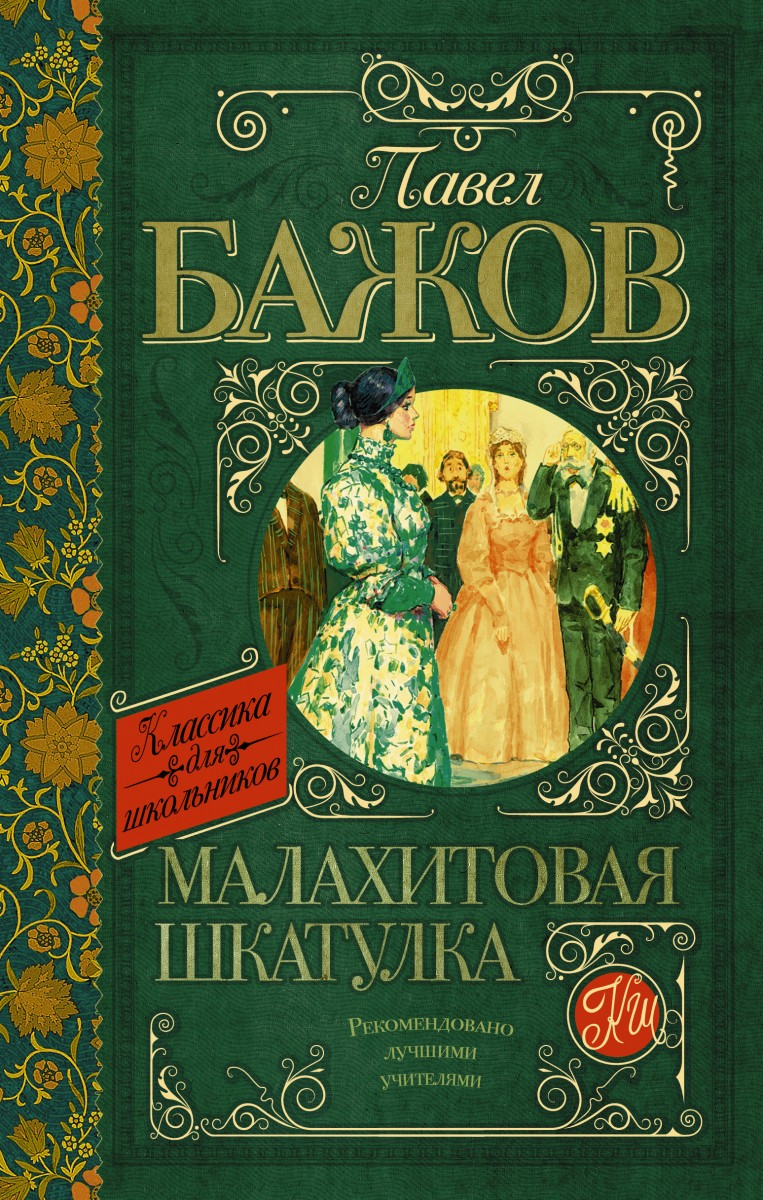 Павел
БАЖОВ
Классика
для
школьников
МАЛАХИТОВАЯ
ШКАТУЛКА
КШ
Рекомендовано
лучшими
учителями